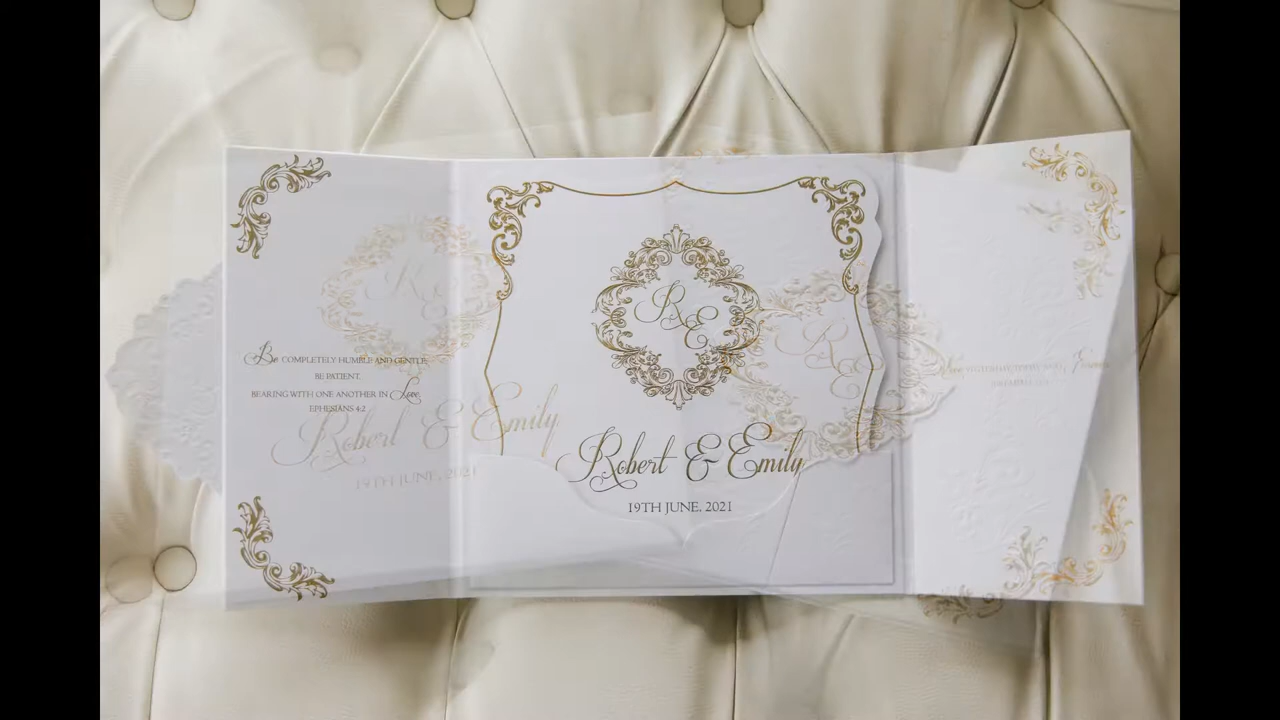 Be COMPLETELY HUMBLE AND GENTLE,
BE PATIENT,
BEARING WITH ONE ANOTHER IN Love
EPHESIANS 4:2
Robert & Emily
19TH JUNE, 2021
R E
R E
Robert & Emily
19TH JUNE, 2021
R E